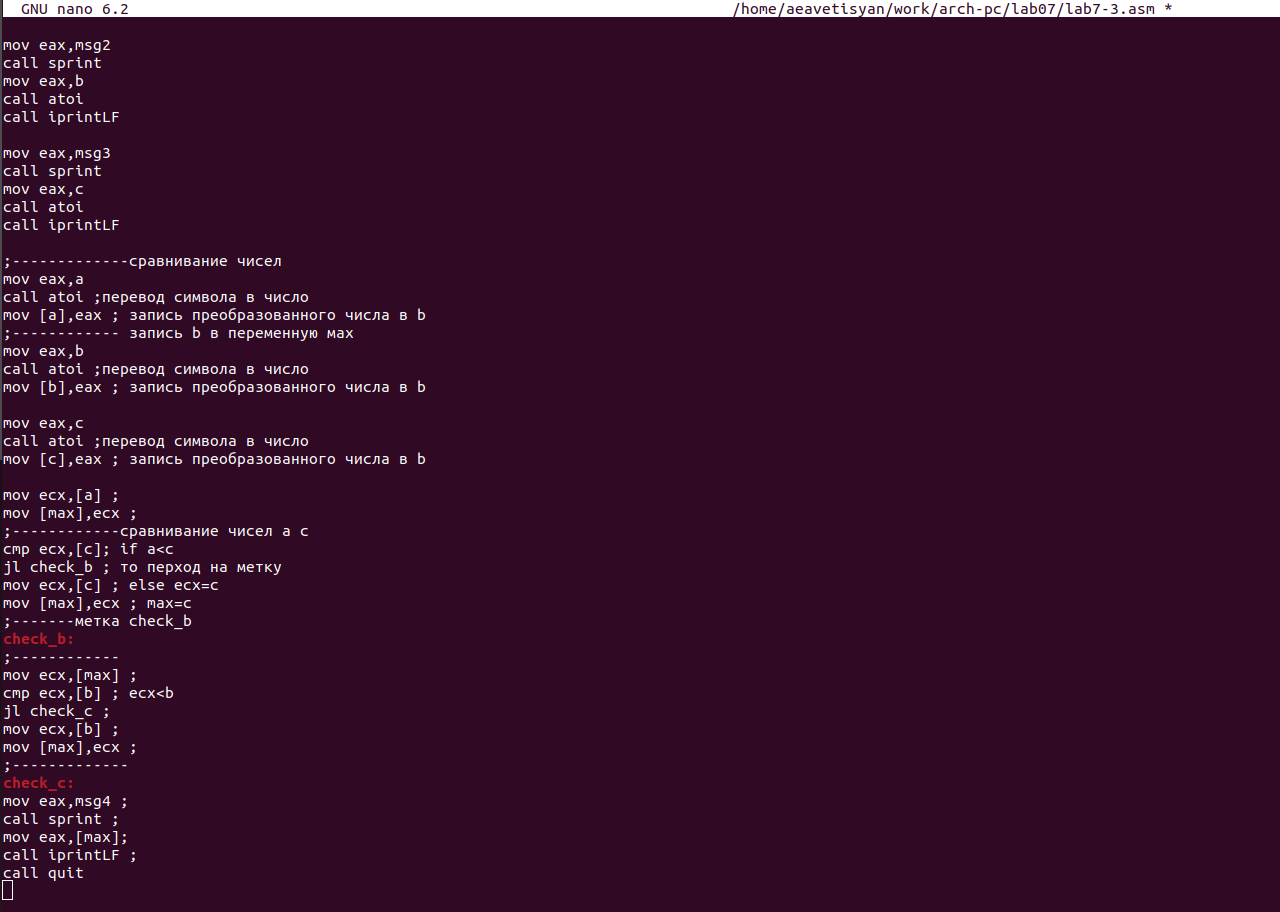 GNU nano 6.2 /home/aeavetisyan/work/arch-pc/lab07/lab7-3.asm *
mov eax,msg2
call sprint
mov eax,b
call atoi
call iprintLF
mov eax,msg3
call sprint
mov eax,c
call atoi
call iprintLF
;-------------сравнивание чисел
mov eax,a
call atoi ;перевод символа в число
mov [a],eax ; запись преобразованного числа в b
;------------ запись b в переменную мах
mov eax,b
call atoi ;перевод символа в число
mov [b],eax ; запись преобразованного числа в b
mov eax,c
call atoi ;перевод символа в число
mov [c],eax ; запись преобразованного числа в b
mov ecx,[a] ;
mov [max],ecx ;
;------------сравнивание чисел а с
cmp ecx,[c]; if a<c
jl check_b ; то перход на метку
mov ecx,[c] ; else ecx=c
mov [max],ecx ; max=c
;-------метка check_b
check_b:
;------------
mov ecx,[max] ;
cmp ecx,[b] ; ecx<b
jl check_c ;
mov ecx,[b] ;
mov [max],ecx ;
;-------------
check_c:
mov eax,msg4 ;
call sprint ;
mov eax,[max];
call iprintLF ;
call quit